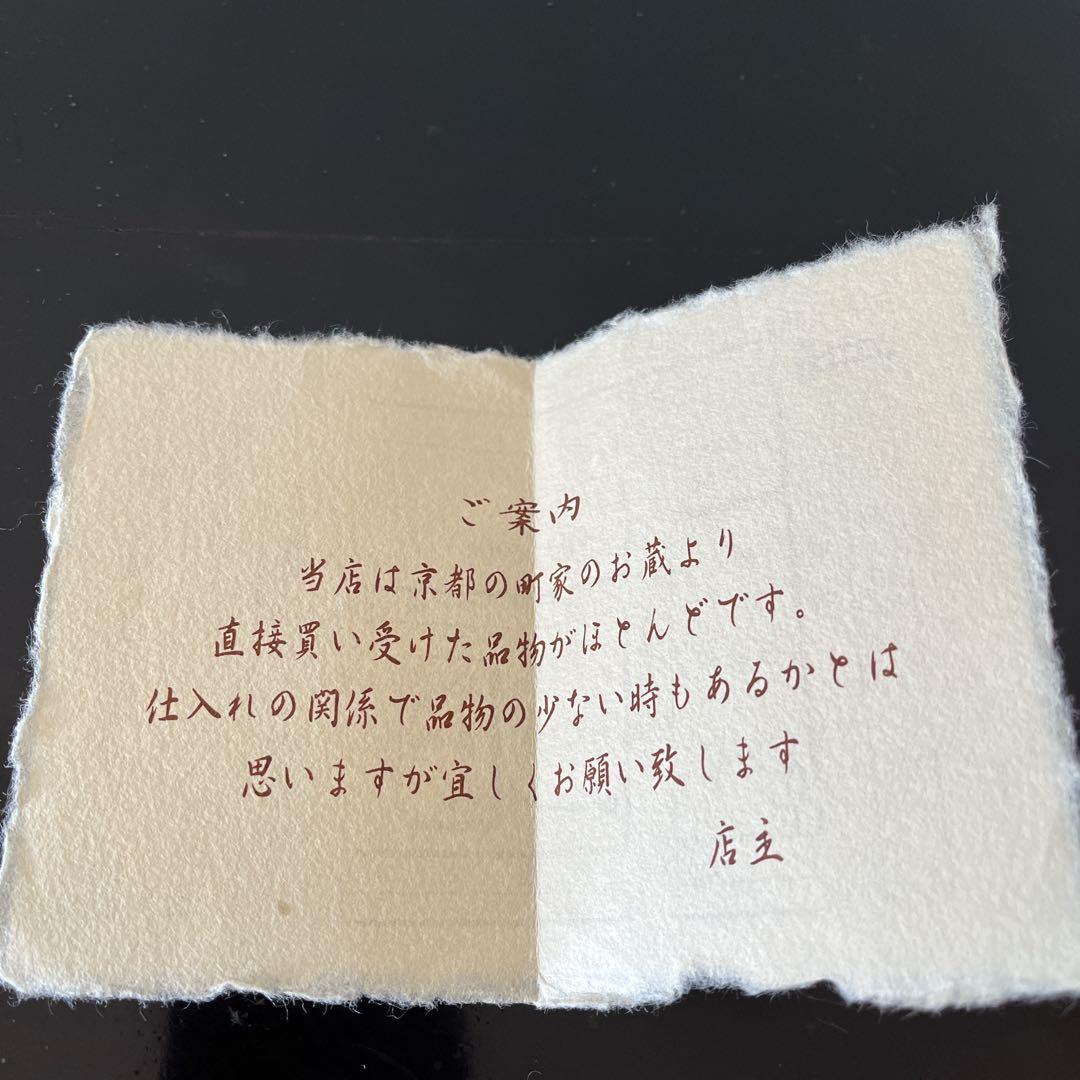 ご案内
当店は京都の町家のお蔵より
直接買い受けた品物がほとんどです。
仕入れの関係で品物の少ない時もあるかとは
思いますが宜しくお願い致します
店主